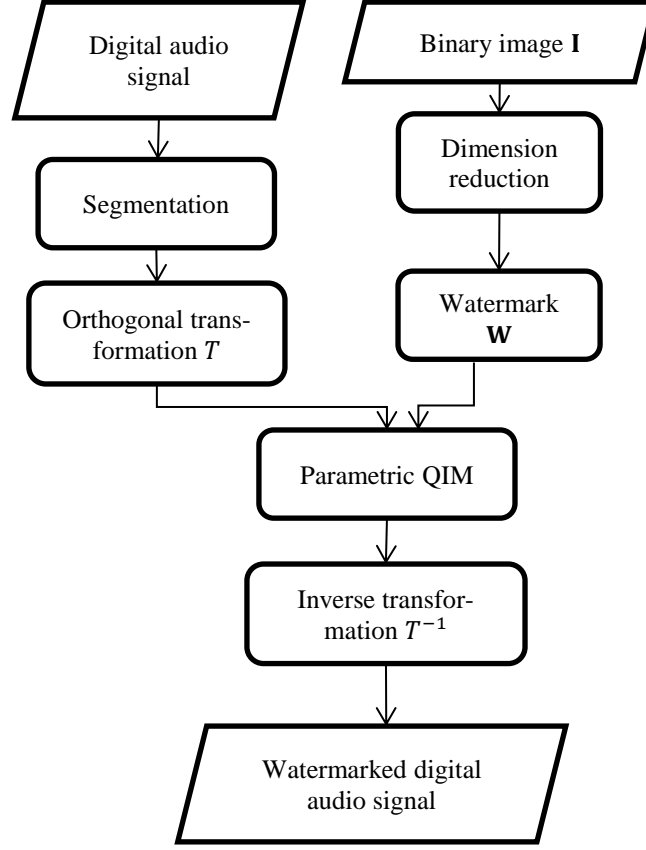 Digital audio
signal
Binary image I
Segmentation
Dimension
reduction
Orthogonal trans-
formation T
Watermark
W
Parametric QIM
Inverse transfor-
mation T⁻¹
Watermarked digital
audio signal